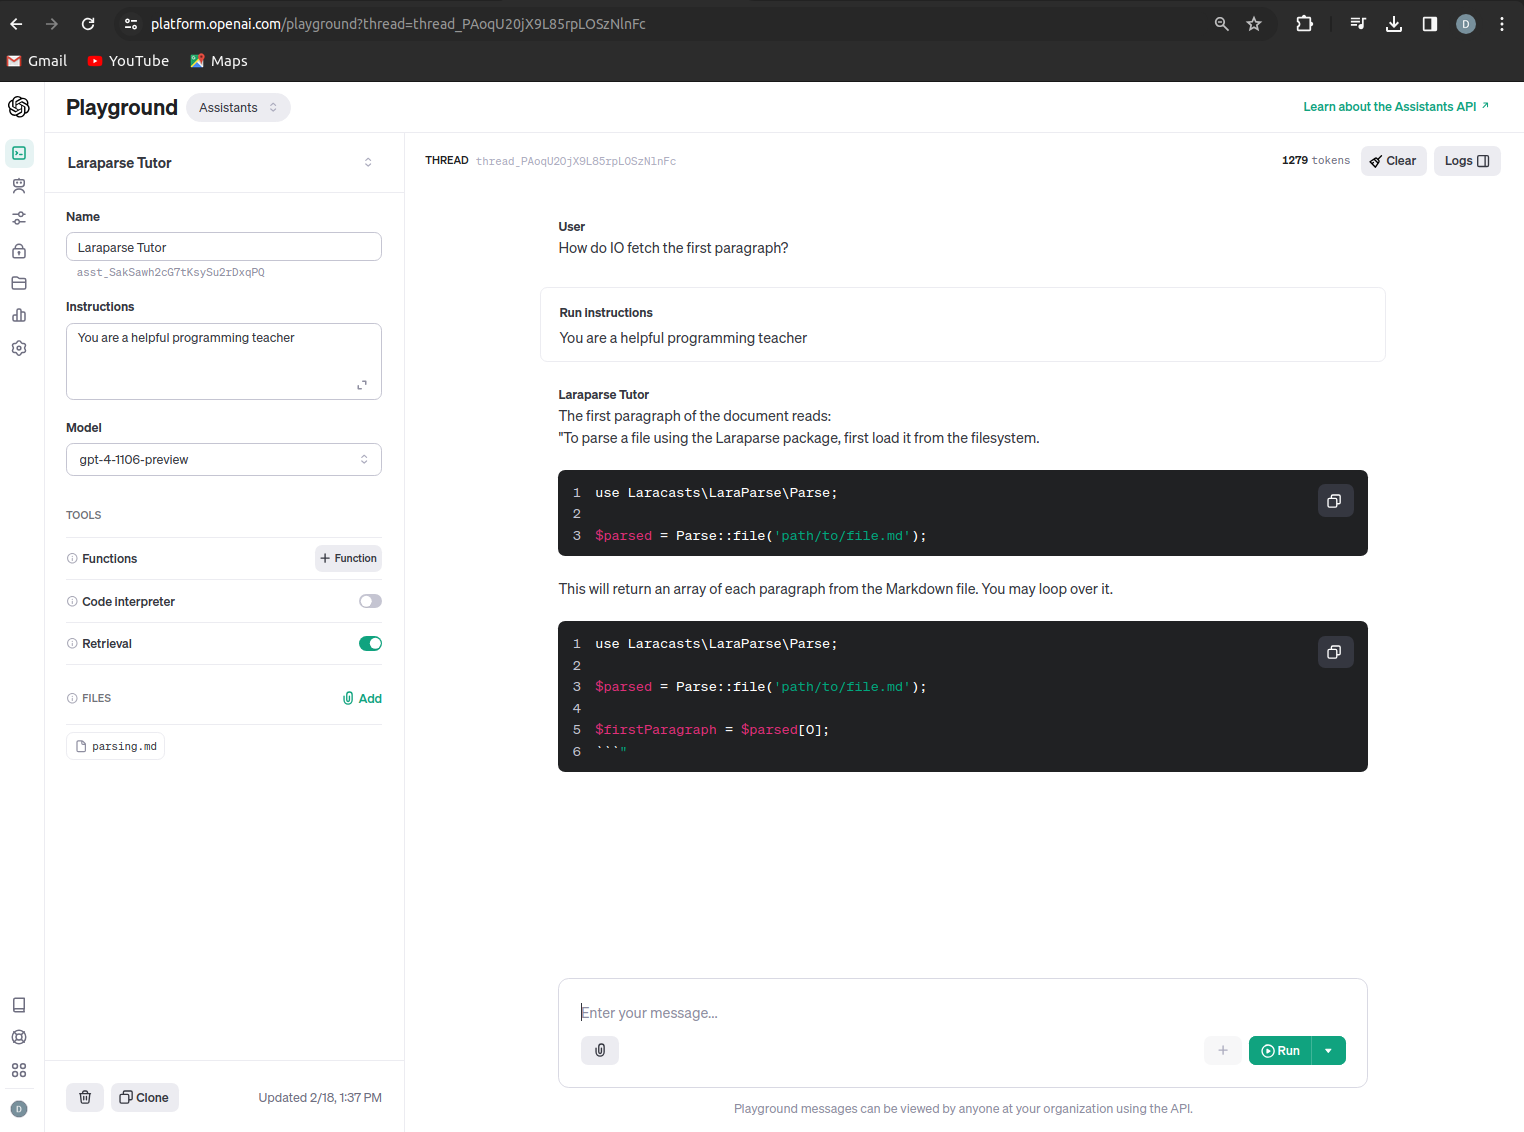 platform.openai.com/playground?thread=thread_PAoqU20jX9L85rpLOSzNlnFc
D
Gmail
YouTube
Maps
Playground
Assistants
Learn about the Assistants API
Laraparse Tutor
THREAD thread_PAoqU2OjX9L85rpLOSzNlnFc
1279 tokens
Clear
Logs
Name
Laraparse Tutor
asst_SakSawh2cG7tKsySu2rDxqPQ
Instructions
You are a helpful programming teacher
Model
gpt-4-1106-preview
TOOLS
Functions
+ Function
Code interpreter
Retrieval
FILES
Add
parsing.md
User
How do IO fetch the first paragraph?
Run instructions
You are a helpful programming teacher
Laraparse Tutor
The first paragraph of the document reads:
"To parse a file using the Laraparse package, first load it from the filesystem.
1 use Laracasts\LaraParse\Parse;
2
3 $parsed = Parse::file('path/to/file.md');
This will return an array of each paragraph from the Markdown file. You may loop over it.
1 use Laracasts\LaraParse\Parse;
2
3 $parsed = Parse::file('path/to/file.md');
4
5 $firstParagraph = $parsed[0];
6 ```"
Enter your message...
+
Run
D
Clone
Updated 2/18, 1:37 PM
Playground messages can be viewed by anyone at your organization using the API.